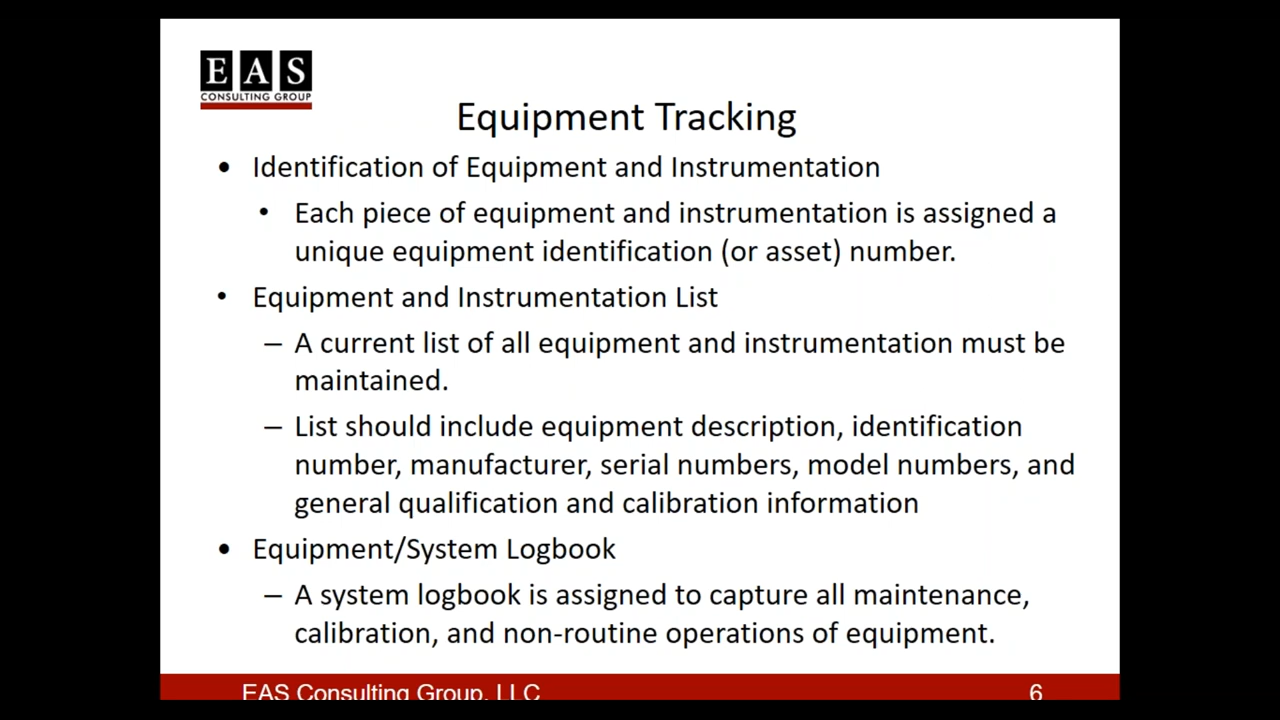 EAS
CONSULTING GROUP
Equipment Tracking
• Identification of Equipment and Instrumentation
• Each piece of equipment and instrumentation is assigned a
unique equipment identification (or asset) number.
• Equipment and Instrumentation List
– A current list of all equipment and instrumentation must be
maintained.
– List should include equipment description, identification
number, manufacturer, serial numbers, model numbers, and
general qualification and calibration information
• Equipment/System Logbook
– A system logbook is assigned to capture all maintenance,
calibration, and non-routine operations of equipment.
EAS Consulting Group, LLC 6